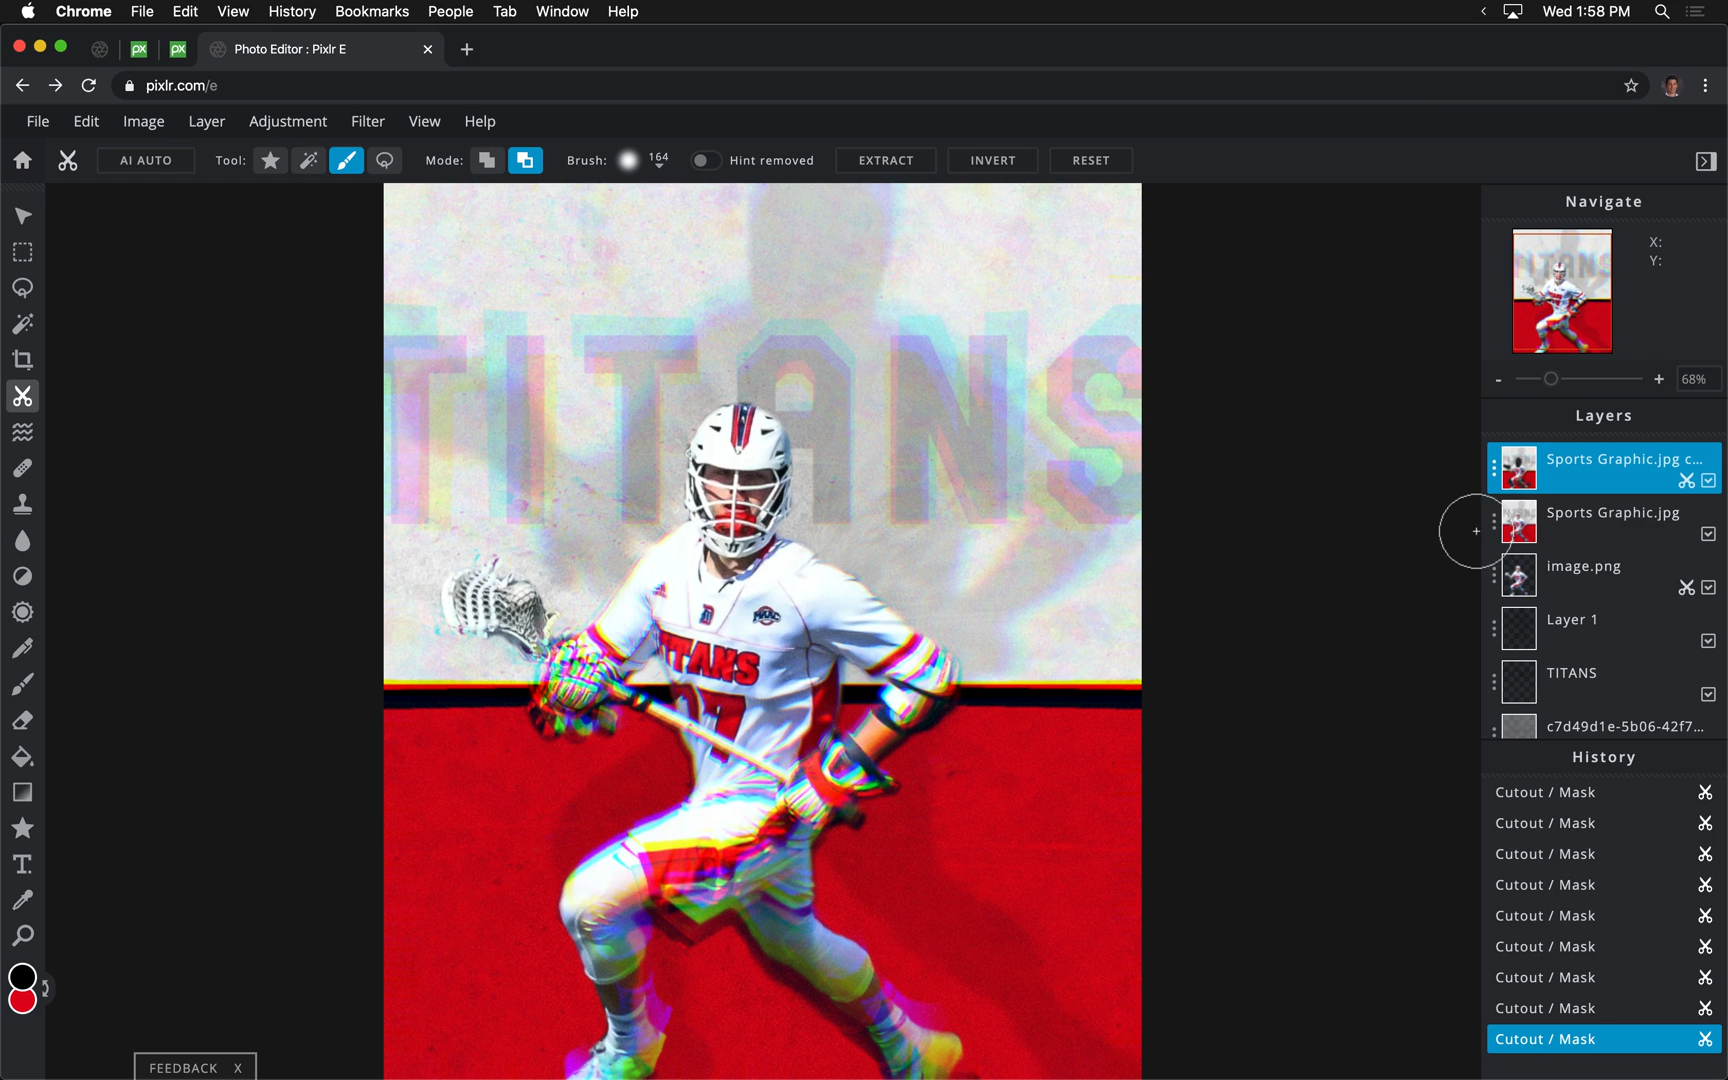 Chrome File Edit View History Bookmarks People Tab Window Help Wed 1:58 PM
px px Photo Editor : Pixlr E
pixlr.com/e
File Edit Image Layer Adjustment Filter View Help
AI AUTO Tool: Mode: Brush: 164 Hint removed EXTRACT INVERT RESET
Navigate
X:
Y:
TITANS
68%
Layers
Sports Graphic.jpg c...
Sports Graphic.jpg
image.png
Layer 1
TITANS
c7d49d1e-5b06-42f7...
TITANS
D
MAAC
TITANS
History
Cutout / Mask
Cutout / Mask
Cutout / Mask
Cutout / Mask
Cutout / Mask
Cutout / Mask
Cutout / Mask
Cutout / Mask
Cutout / Mask
FEEDBACK X